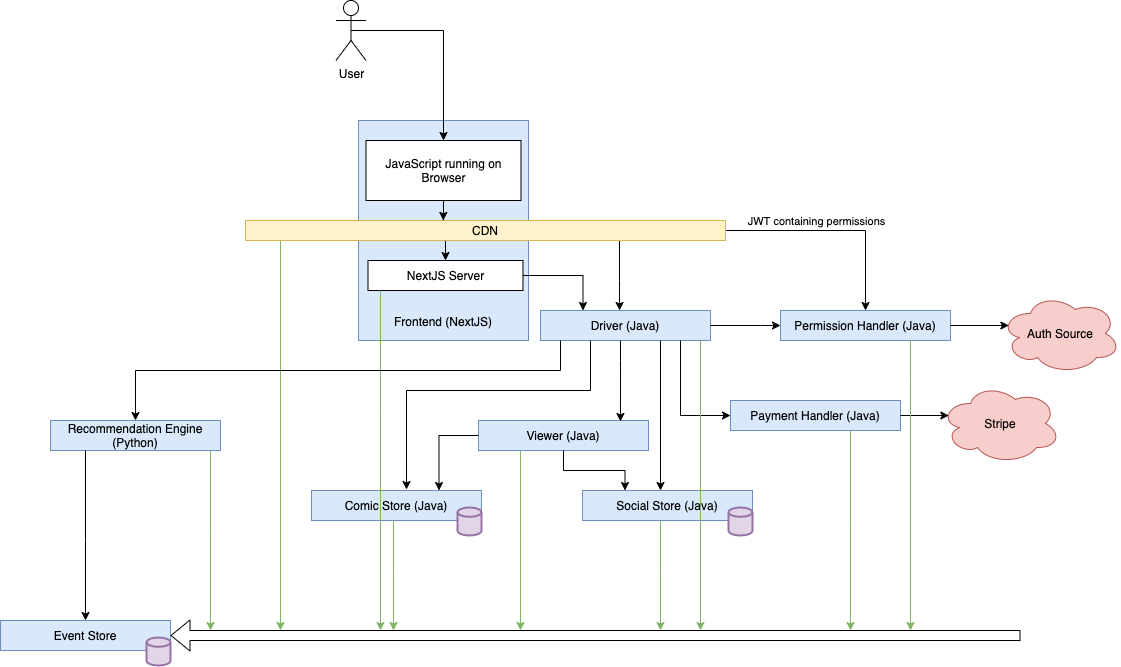 User
JavaScript running on
Browser
CDN
JWT containing permissions
NextJS Server
Frontend (NextJS)
Driver (Java)
Permission Handler (Java)
Auth Source
Recommendation Engine
(Python)
Viewer (Java)
Payment Handler (Java)
Stripe
Comic Store (Java)
Social Store (Java)
Event Store